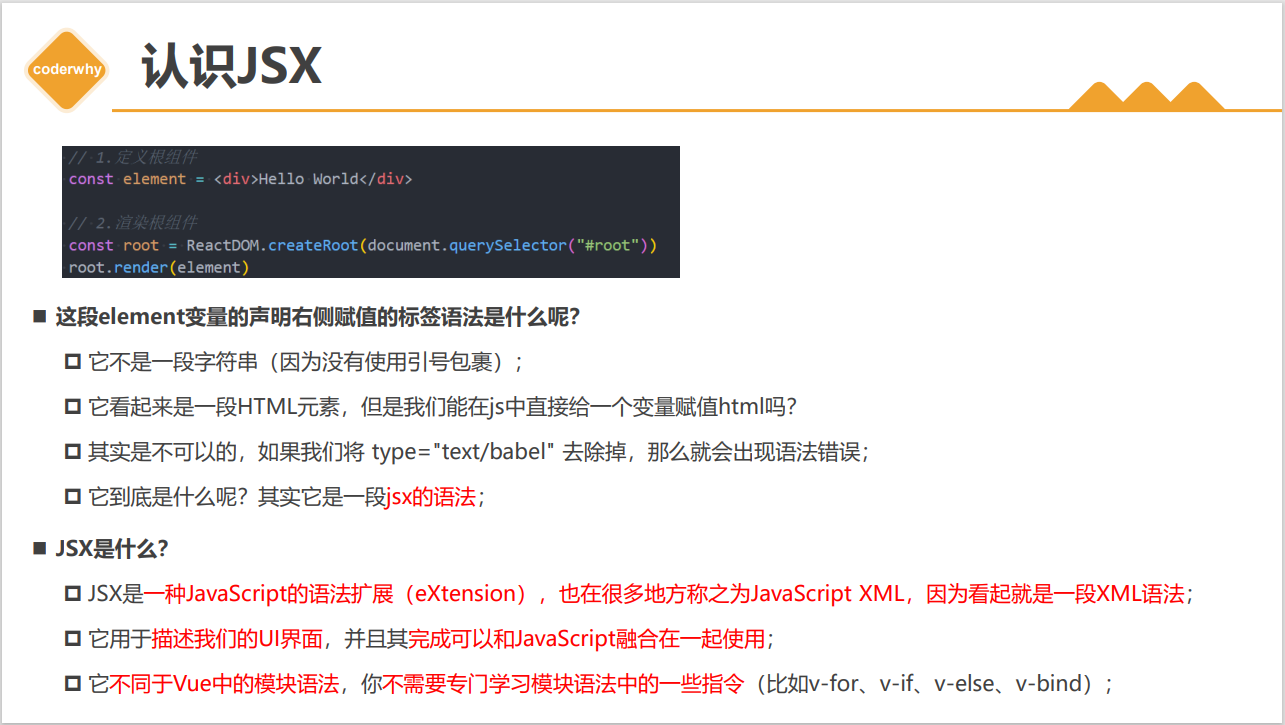 coderwhy
认识JSX
// 1.定义根组件
const element = <div>Hello World</div>
// 2.渲染根组件
const root = ReactDOM.createRoot(document.querySelector("#root"))
root.render(element)
■ 这段element变量的声明右侧赋值的标签语法是什么呢?
它不是一段字符串（因为没有使用引号包裹）;
它看起来是一段HTML元素，但是我们能在js中直接给一个变量赋值html吗?
其实是不可以的，如果我们将 type="text/babel" 去除掉，那么就会出现语法错误;
它到底是什么呢? 其实它是一段jsx的语法;
■ JSX是什么?
JSX是一种JavaScript的语法扩展（eXtension），也在很多地方称之为JavaScript XML，因为看起就是一段XML语法;
它用于描述我们的UI界面，并且其完成可以和JavaScript融合在一起使用;
它不同于Vue中的模块语法，你不需要专门学习模块语法中的一些指令（比如v-for、v-if、v-else、v-bind）;